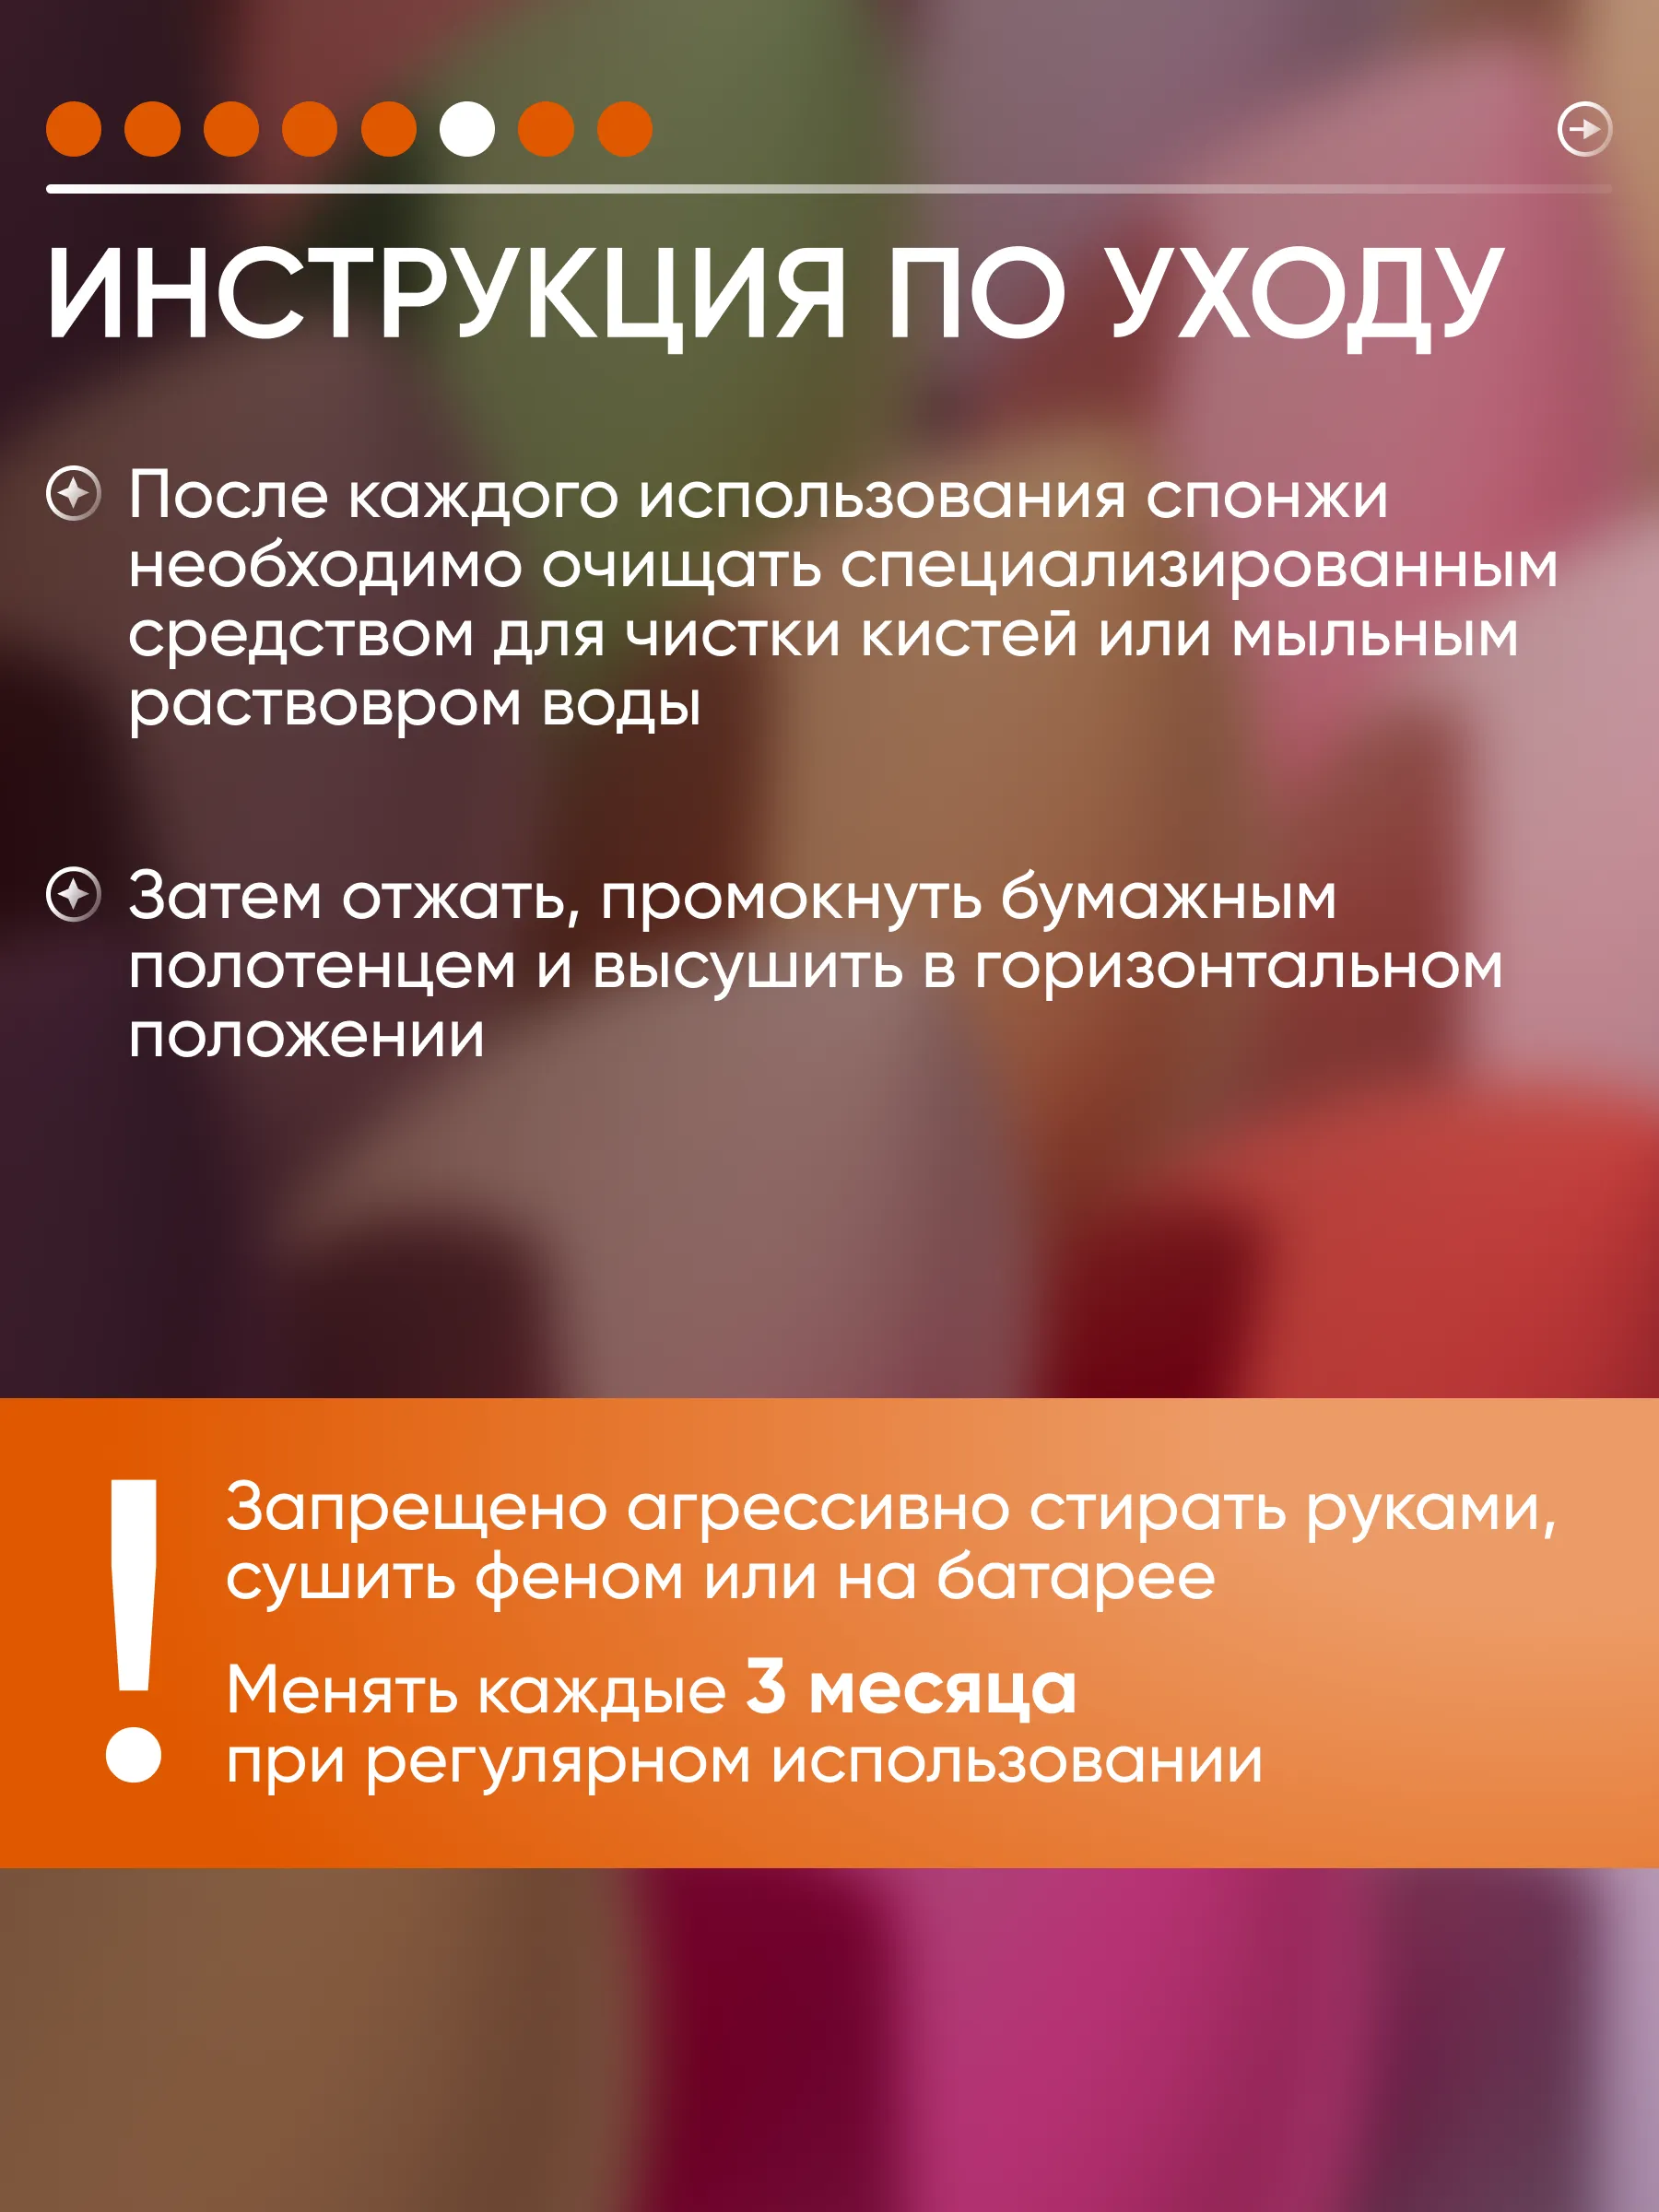 ИНСТРУКЦИЯ ПО УХОДУ
После каждого использования спонжи
необходимо очищать специализированным
средством для чистки кистей или мыльным
раствовром воды
Затем отжать, промокнуть бумажным
полотенцем и высушить в горизонтальном
положении
Запрещено агрессивно стирать руками,
сушить феном или на батарее
Менять каждые 3 месяца
при регулярном использовании